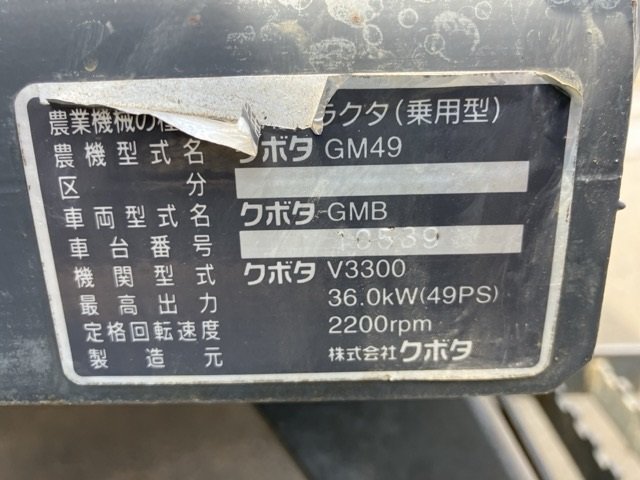 農業機械の種 ラクタ(乗用型)
農機型式名 クボタ GM49
区分
車両型式名 クボタ GMB
車台番号
機関型式 クボタ V3300
最高出力 36.0kW(49PS)
定格回転速度 2200rpm
製造元 株式会社クボタ